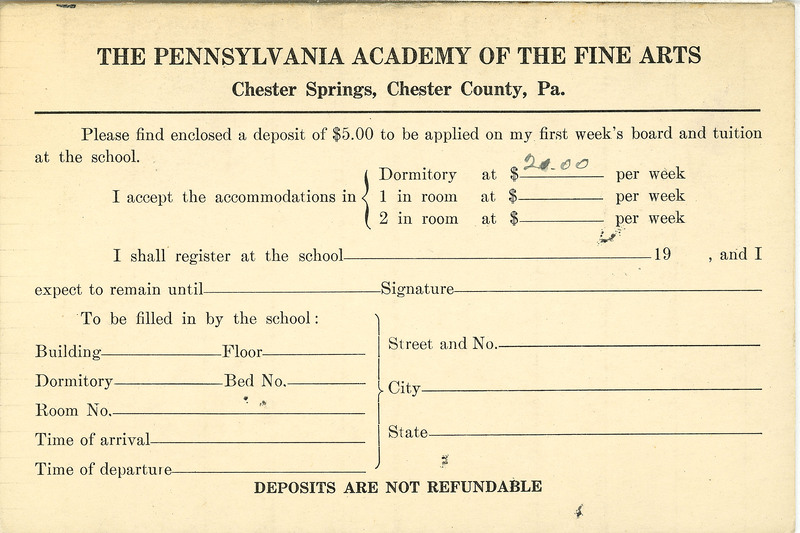 THE PENNSYLVANIA ACADEMY OF THE FINE ARTS
Chester Springs, Chester County, Pa.
Please find enclosed a deposit of $5.00 to be applied on my first week's board and tuition
at the school.
I accept the accommodations in
Dormitory at $ 20.00 per week
1 in room at $ per week
2 in room at $ per week
I shall register at the school 19 , and I
expect to remain until Signature
To be filled in by the school:
Building Floor
Dormitory Bed No.
Room No.
Time of arrival
Time of departure
Street and No.
City
State
DEPOSITS ARE NOT REFUNDABLE